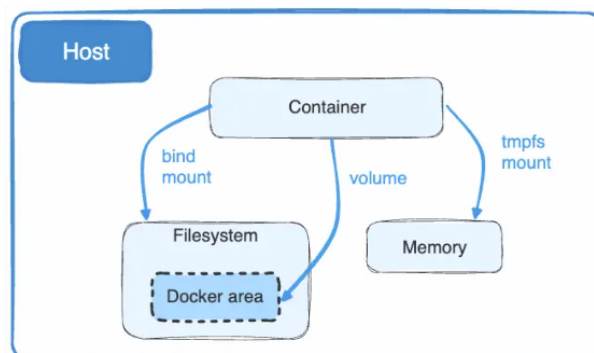 Host
Container
bind
mount
volume
tmpfs
mount
Filesystem
Memory
Docker area